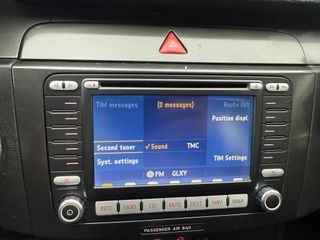 TIM messages
(0 messages)
Route list
Position displ.
Second tuner
✓Sound
TMC
Syst. settings
TIM Settings
FM GLXY
INFO RADIO CD MUTE DEST NAV MAP
PASSENGER AIR BAG